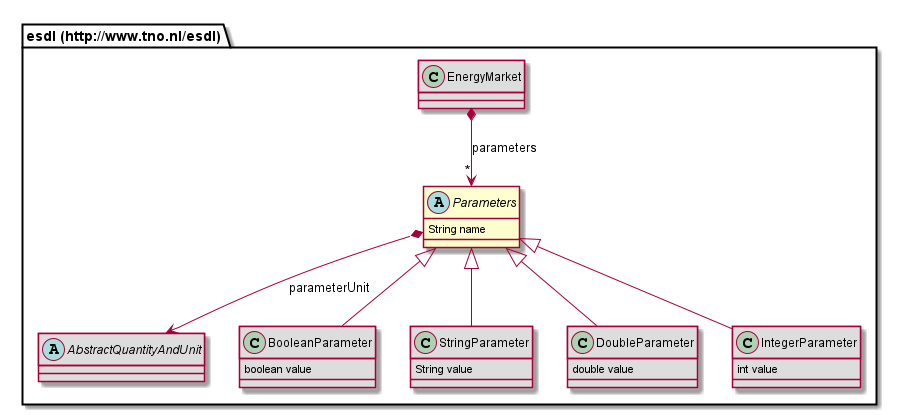 esdl (http://www.tno.nl/esdl)
C EnergyMarket
parameters
*
A Parameters
String name
parameterUnit
A AbstractQuantityAndUnit
C BooleanParameter
boolean value
C StringParameter
String value
C DoubleParameter
double value
C IntegerParameter
int value